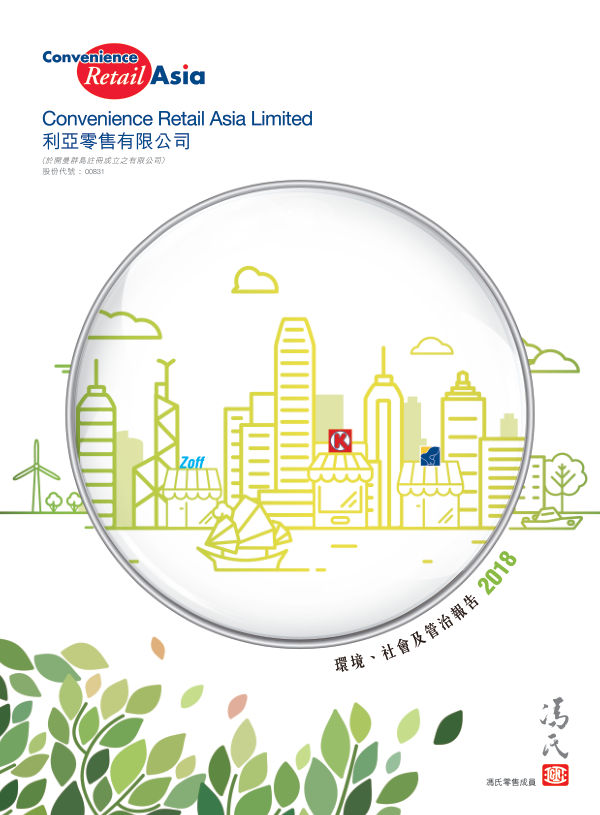 Convenience
Retail Asia
Convenience Retail Asia Limited
利亞零售有限公司
(於開曼群島註冊成立之有限公司)
股份代號：00831
Zoff
K
環境、社會及管治報告 2018
馮氏
馮氏零售成員